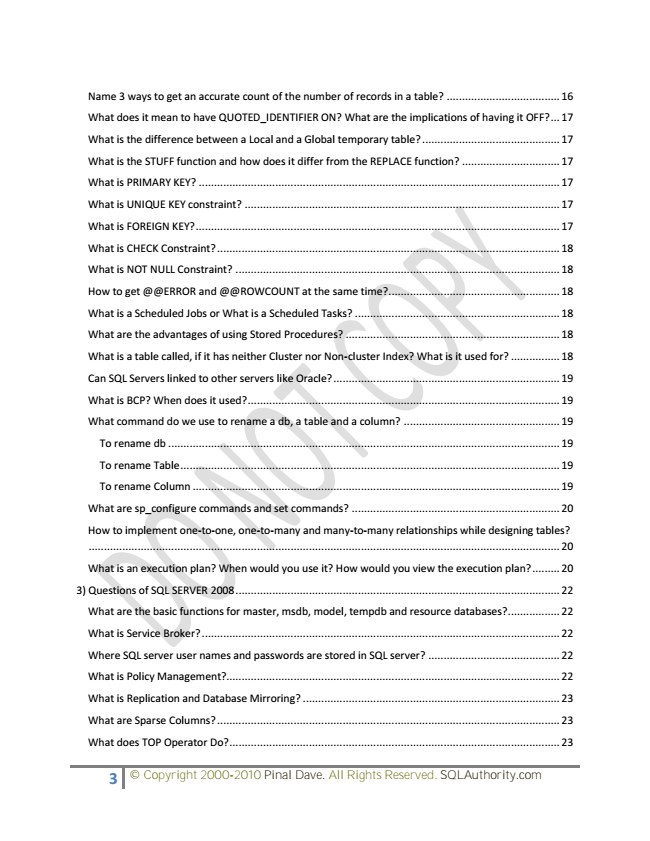 Name 3 ways to get an accurate count of the number of records in a table? ..................................... 16
What does it mean to have QUOTED_IDENTIFIER ON? What are the implications of having it OFF?... 17
What is the difference between a Local and a Global temporary table?............................................. 17
What is the STUFF function and how does it differ from the REPLACE function? ................................ 17
What is PRIMARY KEY? ...................................................................................................................... 17
What is UNIQUE KEY constraint? ....................................................................................................... 17
What is FOREIGN KEY?....................................................................................................................... 17
What is CHECK Constraint?................................................................................................................ 18
What is NOT NULL Constraint? .......................................................................................................... 18
How to get @@ERROR and @@ROWCOUNT at the same time?........................................................ 18
What is a Scheduled Jobs or What is a Scheduled Tasks? ................................................................... 18
What are the advantages of using Stored Procedures? ...................................................................... 18
What is a table called, if it has neither Cluster nor Non-cluster Index? What is it used for? ................ 18
Can SQL Servers linked to other servers like Oracle?.......................................................................... 19
What is BCP? When does it used?...................................................................................................... 19
What command do we use to rename a db, a table and a column? ................................................... 19
To rename db ................................................................................................................................ 19
To rename Table............................................................................................................................ 19
To rename Column ........................................................................................................................ 19
What are sp_configure commands and set commands? .................................................................... 20
How to implement one-to-one, one-to-many and many-to-many relationships while designing tables?
......................................................................................................................................................... 20
What is an execution plan? When would you use it? How would you view the execution plan?......... 20
3) Questions of SQL SERVER 2008.......................................................................................................... 22
What are the basic functions for master, msdb, model, tempdb and resource databases?................. 22
What is Service Broker?..................................................................................................................... 22
Where SQL server user names and passwords are stored in SQL server? ........................................... 22
What is Policy Management?............................................................................................................. 22
What is Replication and Database Mirroring? .................................................................................... 23
What are Sparse Columns?................................................................................................................ 23
What does TOP Operator Do?............................................................................................................ 23
DO NOT COPY
3 © Copyright 2000-2010 Pinal Dave. All Rights Reserved. SQLAuthority.com